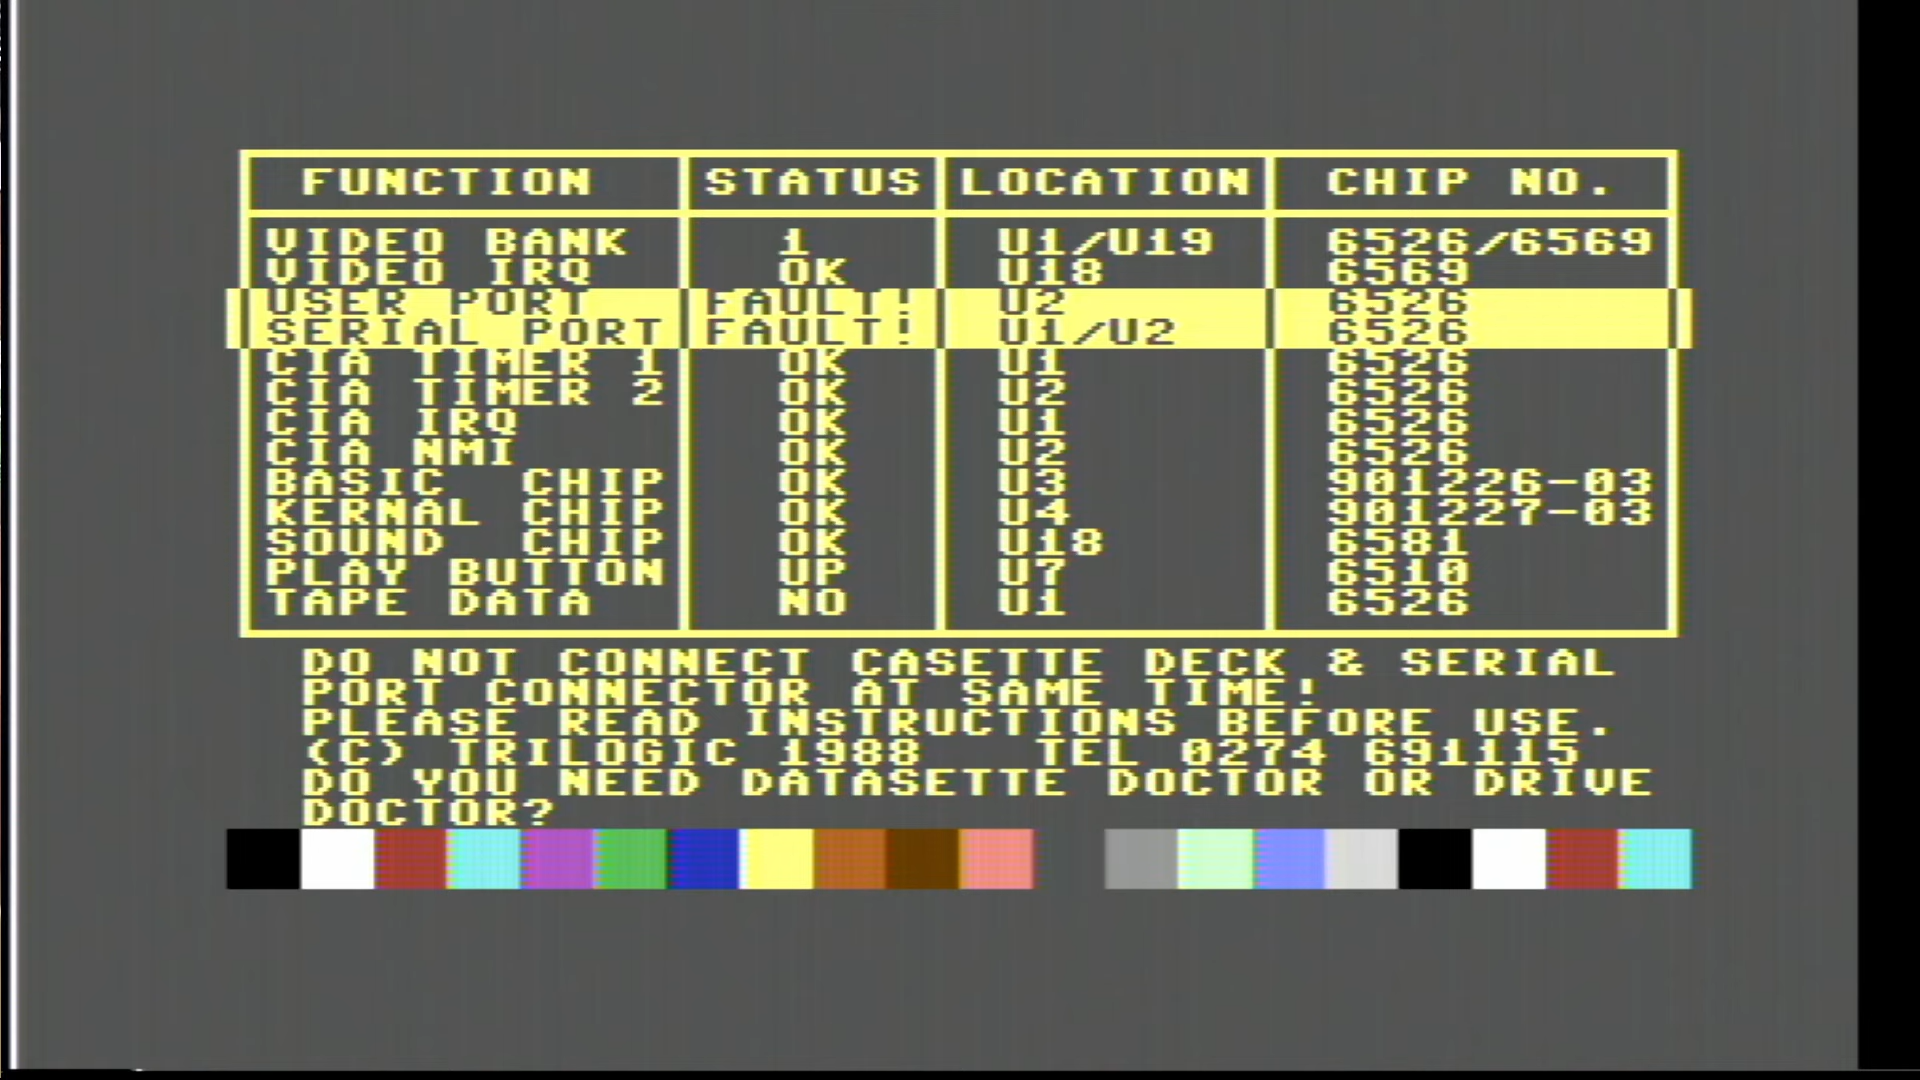 FUNCTION STATUS LOCATION CHIP NO.
VIDEO BANK 1 U1/U19 6526/6569
VIDEO IRQ OK U18 6569
USER PORT FAULT! U2 6526
SERIAL PORT FAULT! U1/U2 6526
CIA TIMER 1 OK U1 6526
CIA TIMER 2 OK U2 6526
CIA IRQ OK U1 6526
CIA NMI OK U2 6526
BASIC CHIP OK U3 901226-03
KERNAL CHIP OK U4 901227-03
SOUND CHIP OK U18 6581
PLAY BUTTON UP U7 6510
TAPE DATA NO U1 6526
DO NOT CONNECT CASETTE DECK & SERIAL
PORT CONNECTOR AT SAME TIME!
PLEASE READ INSTRUCTIONS BEFORE USE.
(C) TRILOGIC 1988 TEL 0274 691115
DO YOU NEED DATASETTE DOCTOR OR DRIVE
DOCTOR?